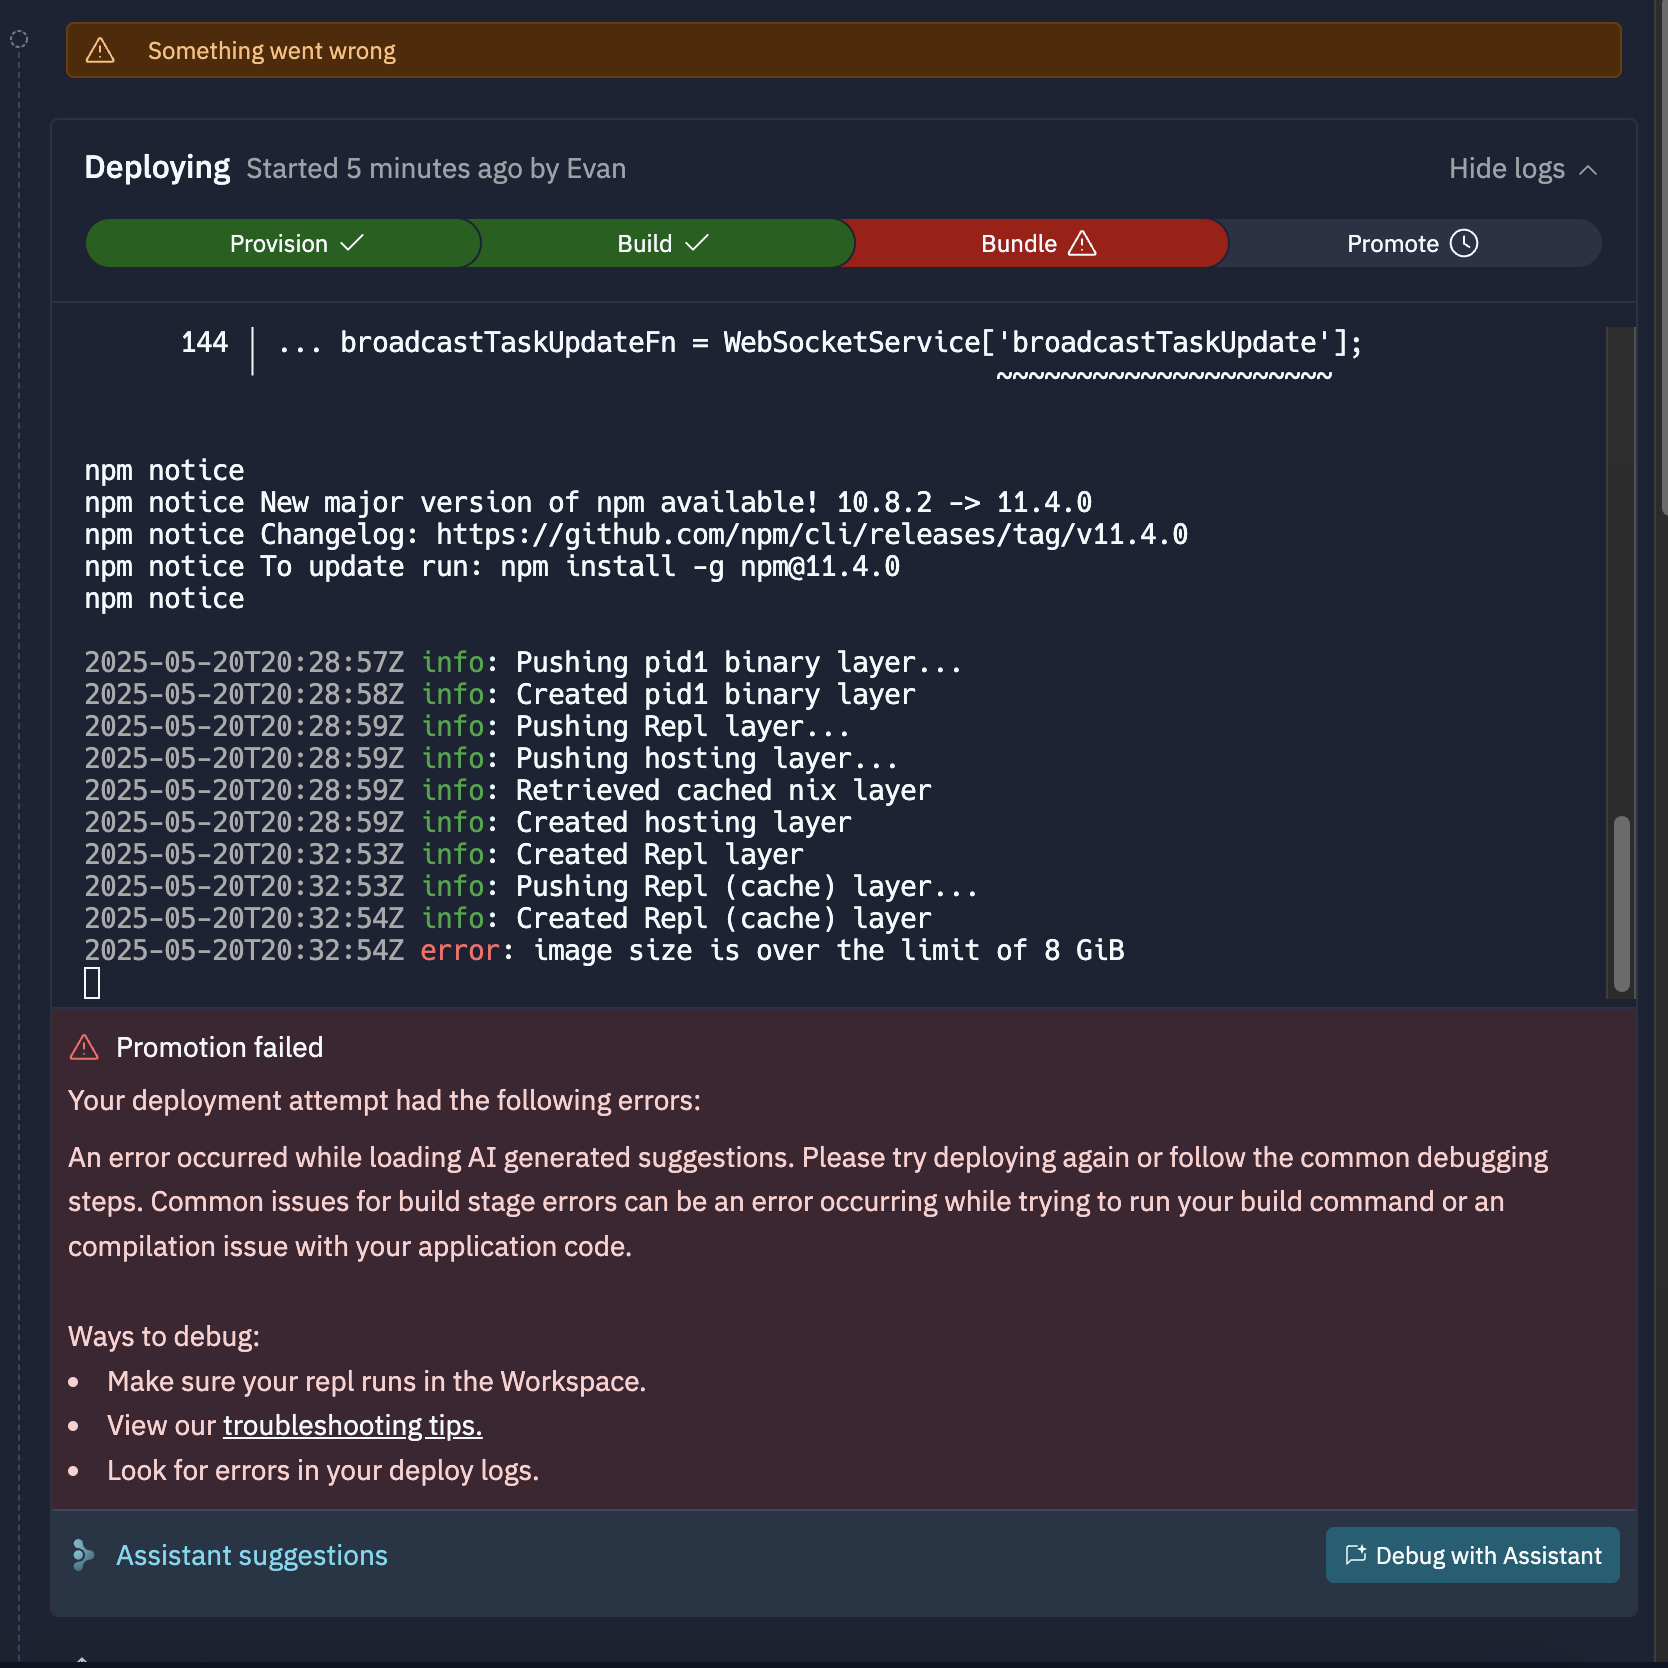 Something went wrong
Deploying Started 5 minutes ago by Evan Hide logs
Provision Build Bundle Promote
144 | ... broadcastTaskUpdateFn = WebSocketService['broadcastTaskUpdate'];
~~~~~~~~~~~~~~~~~~~~~
npm notice
npm notice New major version of npm available! 10.8.2 -> 11.4.0
npm notice Changelog: https://github.com/npm/cli/releases/tag/v11.4.0
npm notice To update run: npm install -g npm@11.4.0
npm notice
2025-05-20T20:28:57Z info: Pushing pid1 binary layer...
2025-05-20T20:28:58Z info: Created pid1 binary layer
2025-05-20T20:28:59Z info: Pushing Repl layer...
2025-05-20T20:28:59Z info: Pushing hosting layer...
2025-05-20T20:28:59Z info: Retrieved cached nix layer
2025-05-20T20:28:59Z info: Created hosting layer
2025-05-20T20:32:53Z info: Created Repl layer
2025-05-20T20:32:53Z info: Pushing Repl (cache) layer...
2025-05-20T20:32:54Z info: Created Repl (cache) layer
2025-05-20T20:32:54Z error: image size is over the limit of 8 GiB
Promotion failed
Your deployment attempt had the following errors:
An error occurred while loading AI generated suggestions. Please try deploying again or follow the common debugging
steps. Common issues for build stage errors can be an error occurring while trying to run your build command or an
compilation issue with your application code.
Ways to debug:
• Make sure your repl runs in the Workspace.
• View our troubleshooting tips.
• Look for errors in your deploy logs.
Assistant suggestions Debug with Assistant